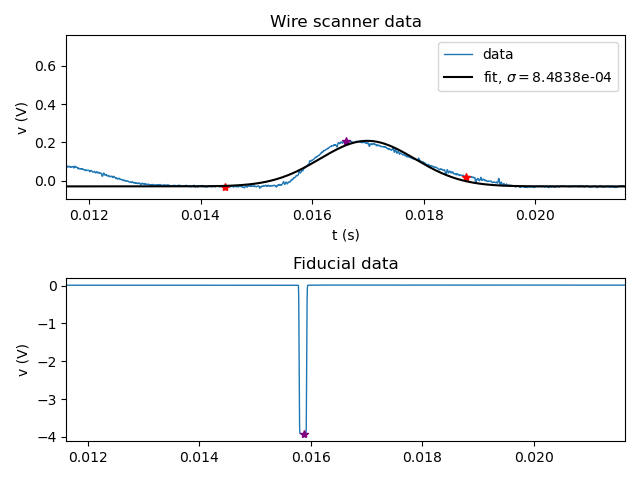 Wire scanner data
data
fit, σ = 8.4838e-04
0.6
0.4
0.2
0.0
v (V)
0.012 0.014 0.016 0.018 0.020
t (s)
Fiducial data
0
−1
−2
−3
−4
v (V)
0.012 0.014 0.016 0.018 0.020